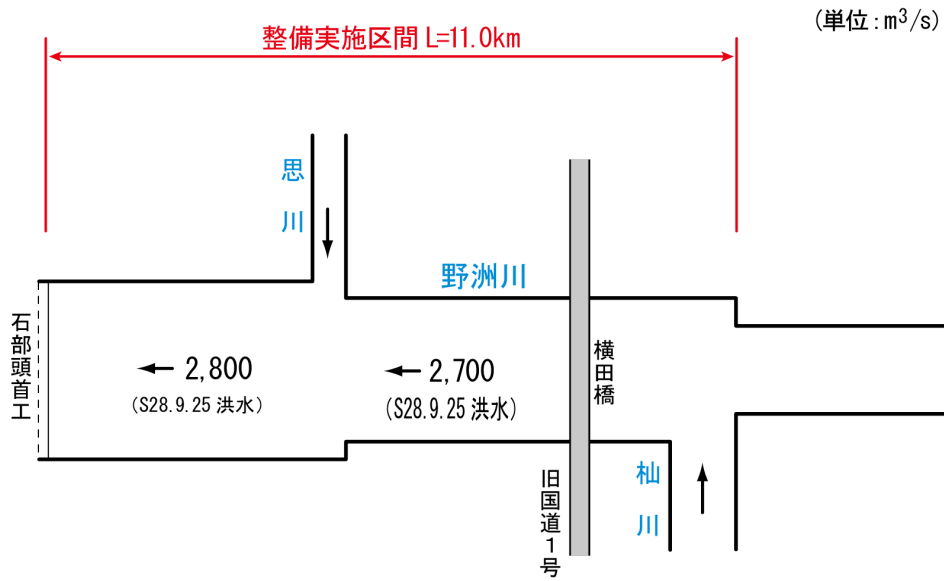 (単位:m³/s)
整備実施区間 L=11.0km
思川
野洲川
石部頭首工
← 2,800
(S28.9.25 洪水)
← 2,700
(S28.9.25 洪水)
横田橋
旧国道1号
杣川